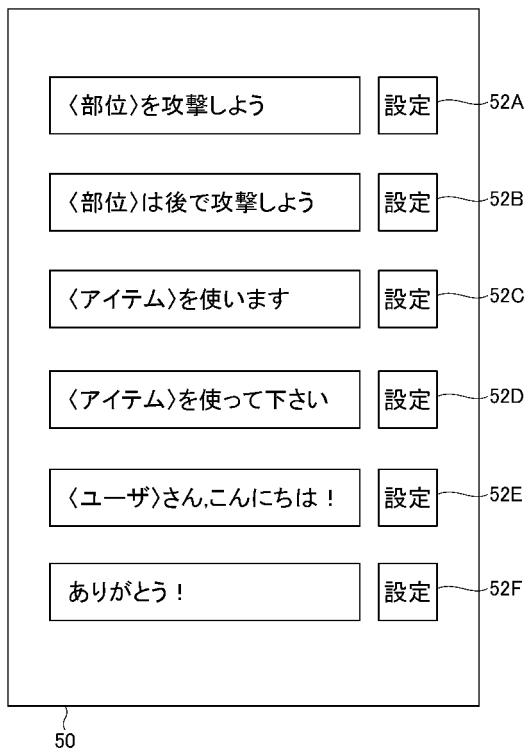 〈部位〉を攻撃しよう 設定 52A
〈部位〉は後で攻撃しよう 設定 52B
〈アイテム〉を使います 設定 52C
〈アイテム〉を使って下さい 設定 52D
〈ユーザ〉さん,こんにちは！ 設定 52E
ありがとう！ 設定 52F
50